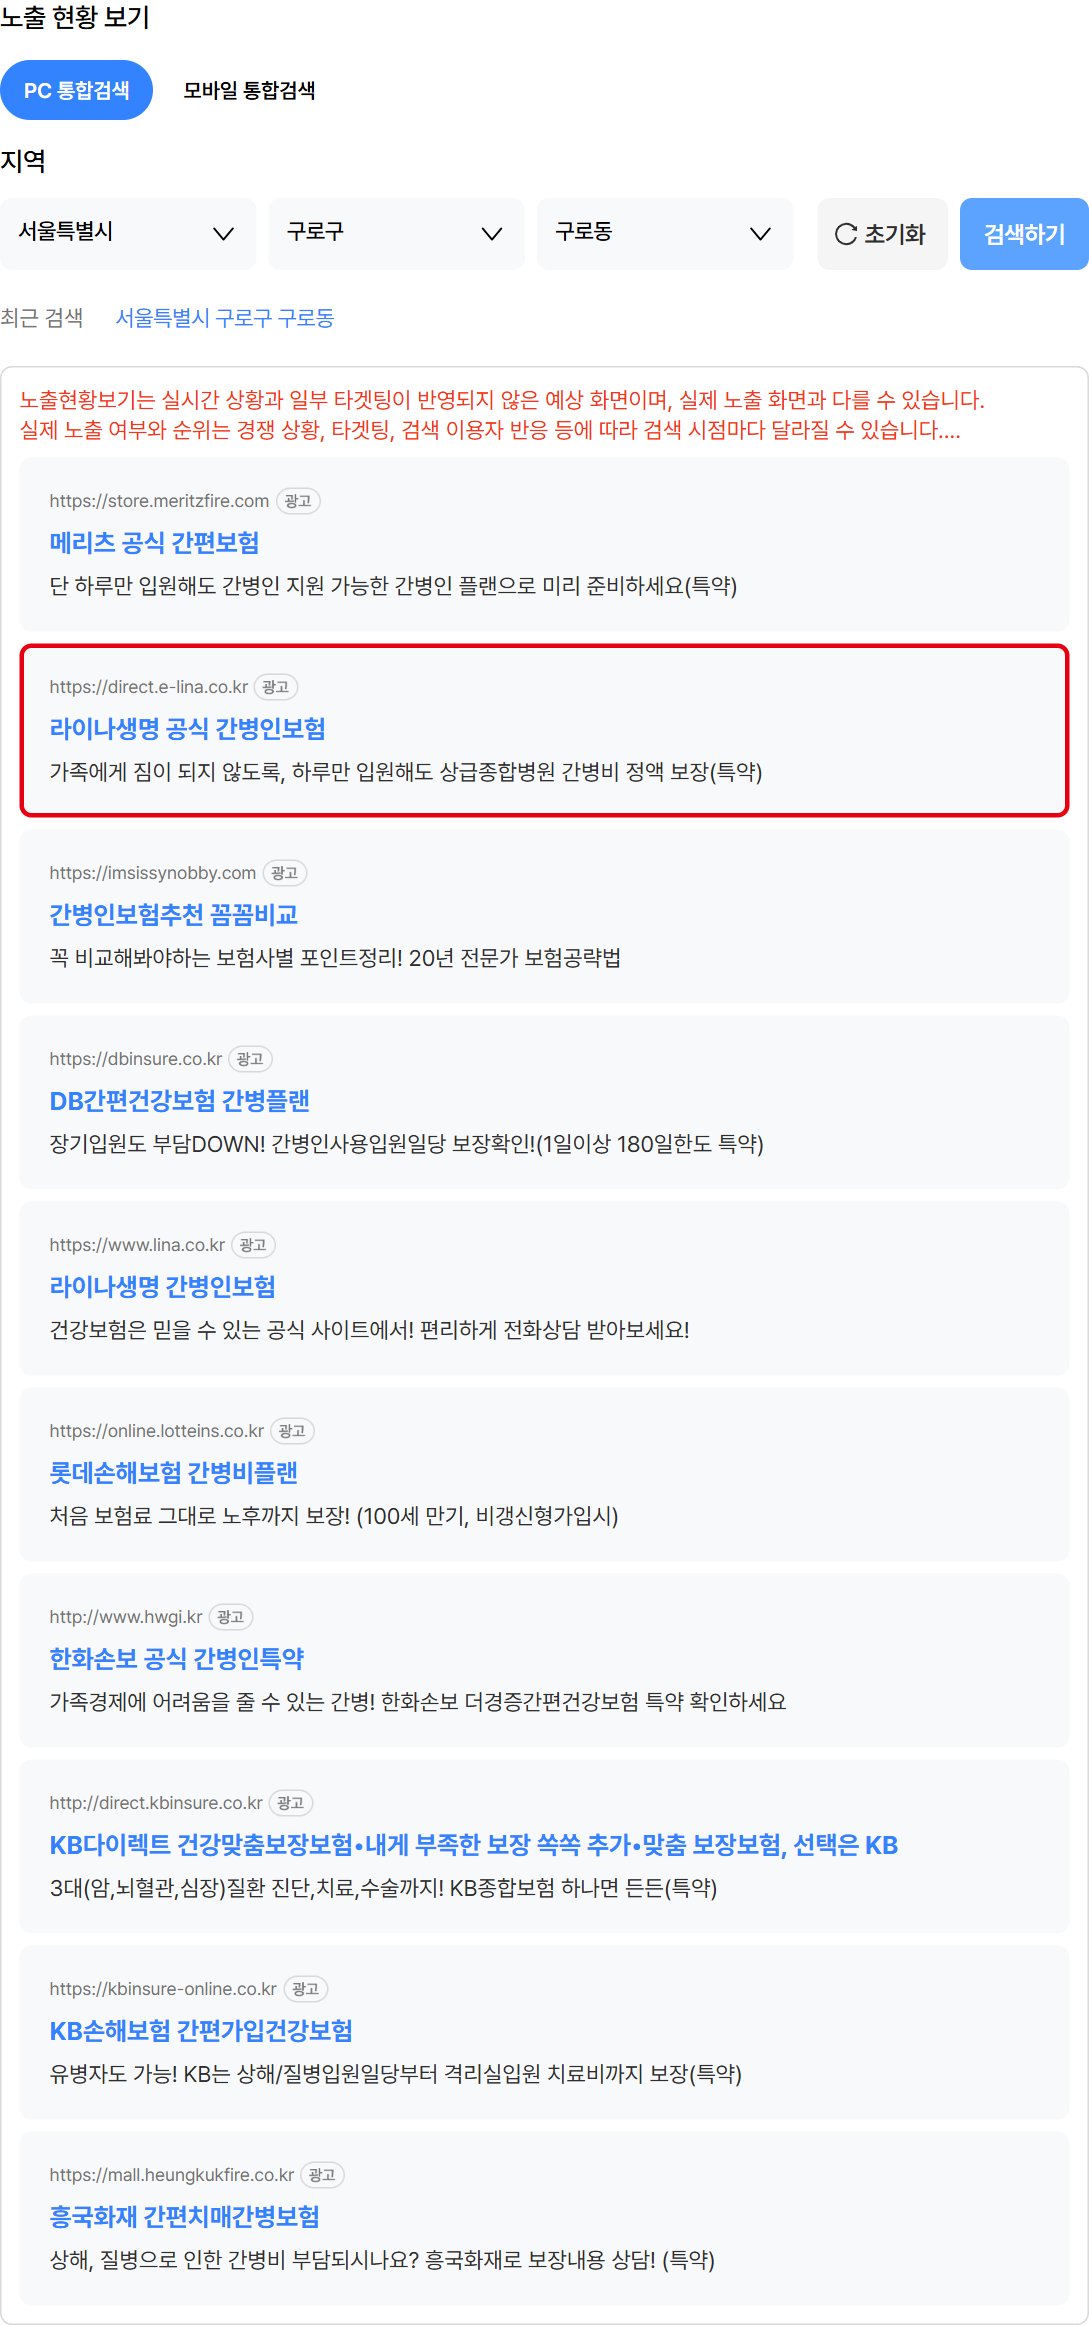 노출 현황 보기
PC 통합검색 모바일 통합검색
지역
서울특별시 구로구 구로동 초기화 검색하기
최근 검색 서울특별시 구로구 구로동
노출현황보기는 실시간 상황과 일부 타겟팅이 반영되지 않은 예상 화면이며, 실제 노출 화면과 다를 수 있습니다.
실제 노출 여부와 순위는 경쟁 상황, 타겟팅, 검색 이용자 반응 등에 따라 검색 시점마다 달라질 수 있습니다....
https://store.meritzfire.com 광고
메리츠 공식 간편보험
단 하루만 입원해도 간병인 지원 가능한 간병인 플랜으로 미리 준비하세요(특약)
https://direct.e-lina.co.kr 광고
라이나생명 공식 간병인보험
가족에게 짐이 되지 않도록, 하루만 입원해도 상급종합병원 간병비 정액 보장(특약)
https://imsissynobby.com 광고
간병인보험추천 꼼꼼비교
꼭 비교해봐야하는 보험사별 포인트정리! 20년 전문가 보험공략법
https://dbinsure.co.kr 광고
DB간편건강보험 간병플랜
장기입원도 부담DOWN! 간병인사용입원일당 보장확인!(1일이상 180일한도 특약)
https://www.lina.co.kr 광고
라이나생명 간병인보험
건강보험은 믿을 수 있는 공식 사이트에서! 편리하게 전화상담 받아보세요!
https://online.lotteins.co.kr 광고
롯데손해보험 간병비플랜
처음 보험료 그대로 노후까지 보장! (100세 만기, 비갱신형가입시)
http://www.hwgi.kr 광고
한화손보 공식 간병인특약
가족경제에 어려움을 줄 수 있는 간병! 한화손보 더경증간편건강보험 특약 확인하세요
http://direct.kbinsure.co.kr 광고
KB다이렉트 건강맞춤보장보험•내게 부족한 보장 쏙쏙 추가•맞춤 보장보험, 선택은 KB
3대(암,뇌혈관,심장)질환 진단,치료,수술까지! KB종합보험 하나면 든든(특약)
https://kbinsure-online.co.kr 광고
KB손해보험 간편가입건강보험
유병자도 가능! KB는 상해/질병입원일당부터 격리실입원 치료비까지 보장(특약)
https://mall.heungkukfire.co.kr 광고
흥국화재 간편치매간병보험
상해, 질병으로 인한 간병비 부담되시나요? 흥국화재로 보장내용 상담! (특약)